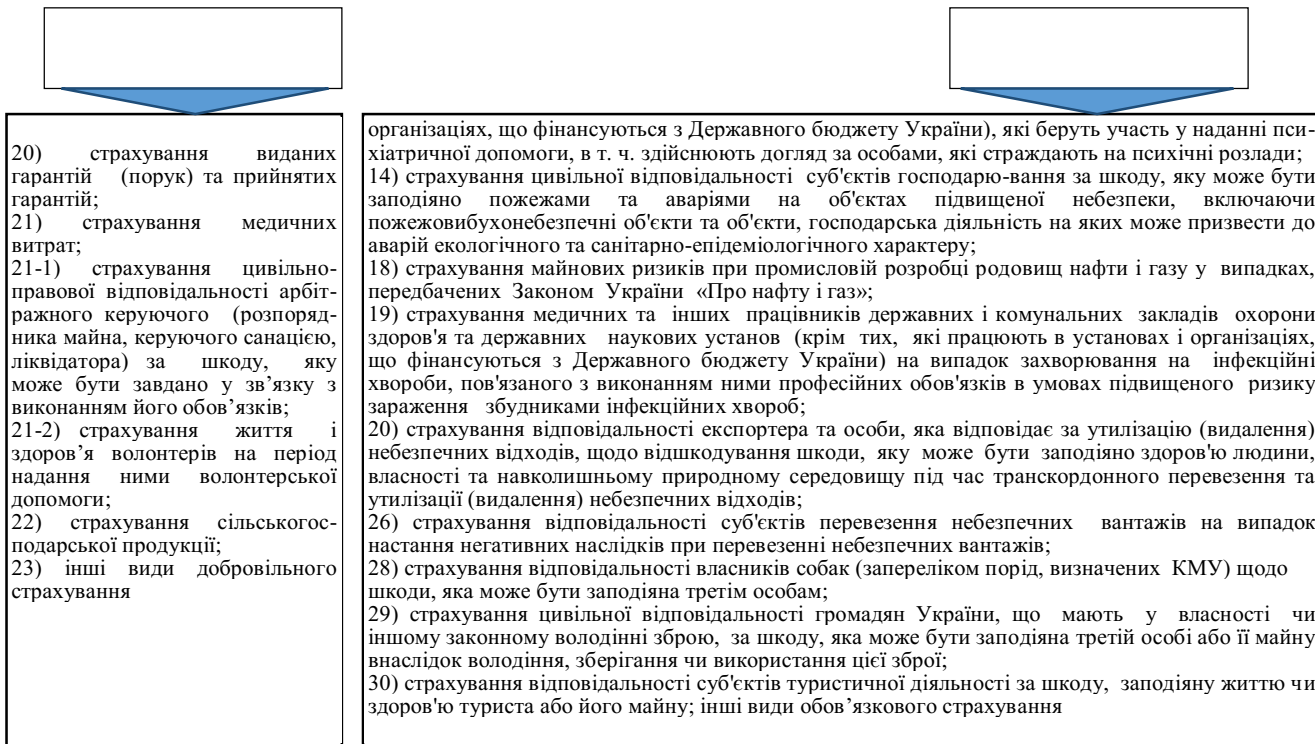 20) страхування виданих
гарантій (порук) та прийнятих
гарантій;
21) страхування медичних
витрат;
21-1) страхування цивільно-
правової відповідальності арбіт-
ражного керуючого (розпоряд-
ника майна, керуючого санацією,
ліквідатора) за шкоду, яку
може бути завдано у зв’язку з
виконанням його обов’язків;
21-2) страхування життя і
здоров’я волонтерів на період
надання ними волонтерської
допомоги;
22) страхування сільськогос-
подарської продукції;
23) інші види добровільного
страхування
організаціях, що фінансуються з Державного бюджету України), які беруть участь у наданні пси-
хіатричної допомоги, в т. ч. здійснюють догляд за особами, які страждають на психічні розлади;
14) страхування цивільної відповідальності суб'єктів господарю-вання за шкоду, яку може бути
заподіяно пожежами та аваріями на об'єктах підвищеної небезпеки, включаючи
пожежовибухонебезпечні об'єкти та об'єкти, господарська діяльність на яких може призвести до
аварій екологічного та санітарно-епідеміологічного характеру;
18) страхування майнових ризиків при промисловій розробці родовищ нафти і газу у випадках,
передбачених Законом України «Про нафту і газ»;
19) страхування медичних та інших працівників державних і комунальних закладів охорони
здоров'я та державних наукових установ (крім тих, які працюють в установах і організаціях,
що фінансуються з Державного бюджету України) на випадок захворювання на інфекційні
хвороби, пов'язаного з виконанням ними професійних обов'язків в умовах підвищеного ризику
зараження збудниками інфекційних хвороб;
20) страхування відповідальності експортера та особи, яка відповідає за утилізацію (видалення)
небезпечних відходів, щодо відшкодування шкоди, яку може бути заподіяно здоров'ю людини,
власності та навколишньому природному середовищу під час транскордонного перевезення та
утилізації (видалення) небезпечних відходів;
26) страхування відповідальності суб'єктів перевезення небезпечних вантажів на випадок
настання негативних наслідків при перевезенні небезпечних вантажів;
28) страхування відповідальності власників собак (запереліком порід, визначених КМУ) щодо
шкоди, яка може бути заподіяна третім особам;
29) страхування цивільної відповідальності громадян України, що мають у власності чи
іншому законному володінні зброю, за шкоду, яка може бути заподіяна третій особі або її майну
внаслідок володіння, зберігання чи використання цієї зброї;
30) страхування відповідальності суб'єктів туристичної діяльності за шкоду, заподіяну життю чи
здоров'ю туриста або його майну; інші види обов’язкового страхування